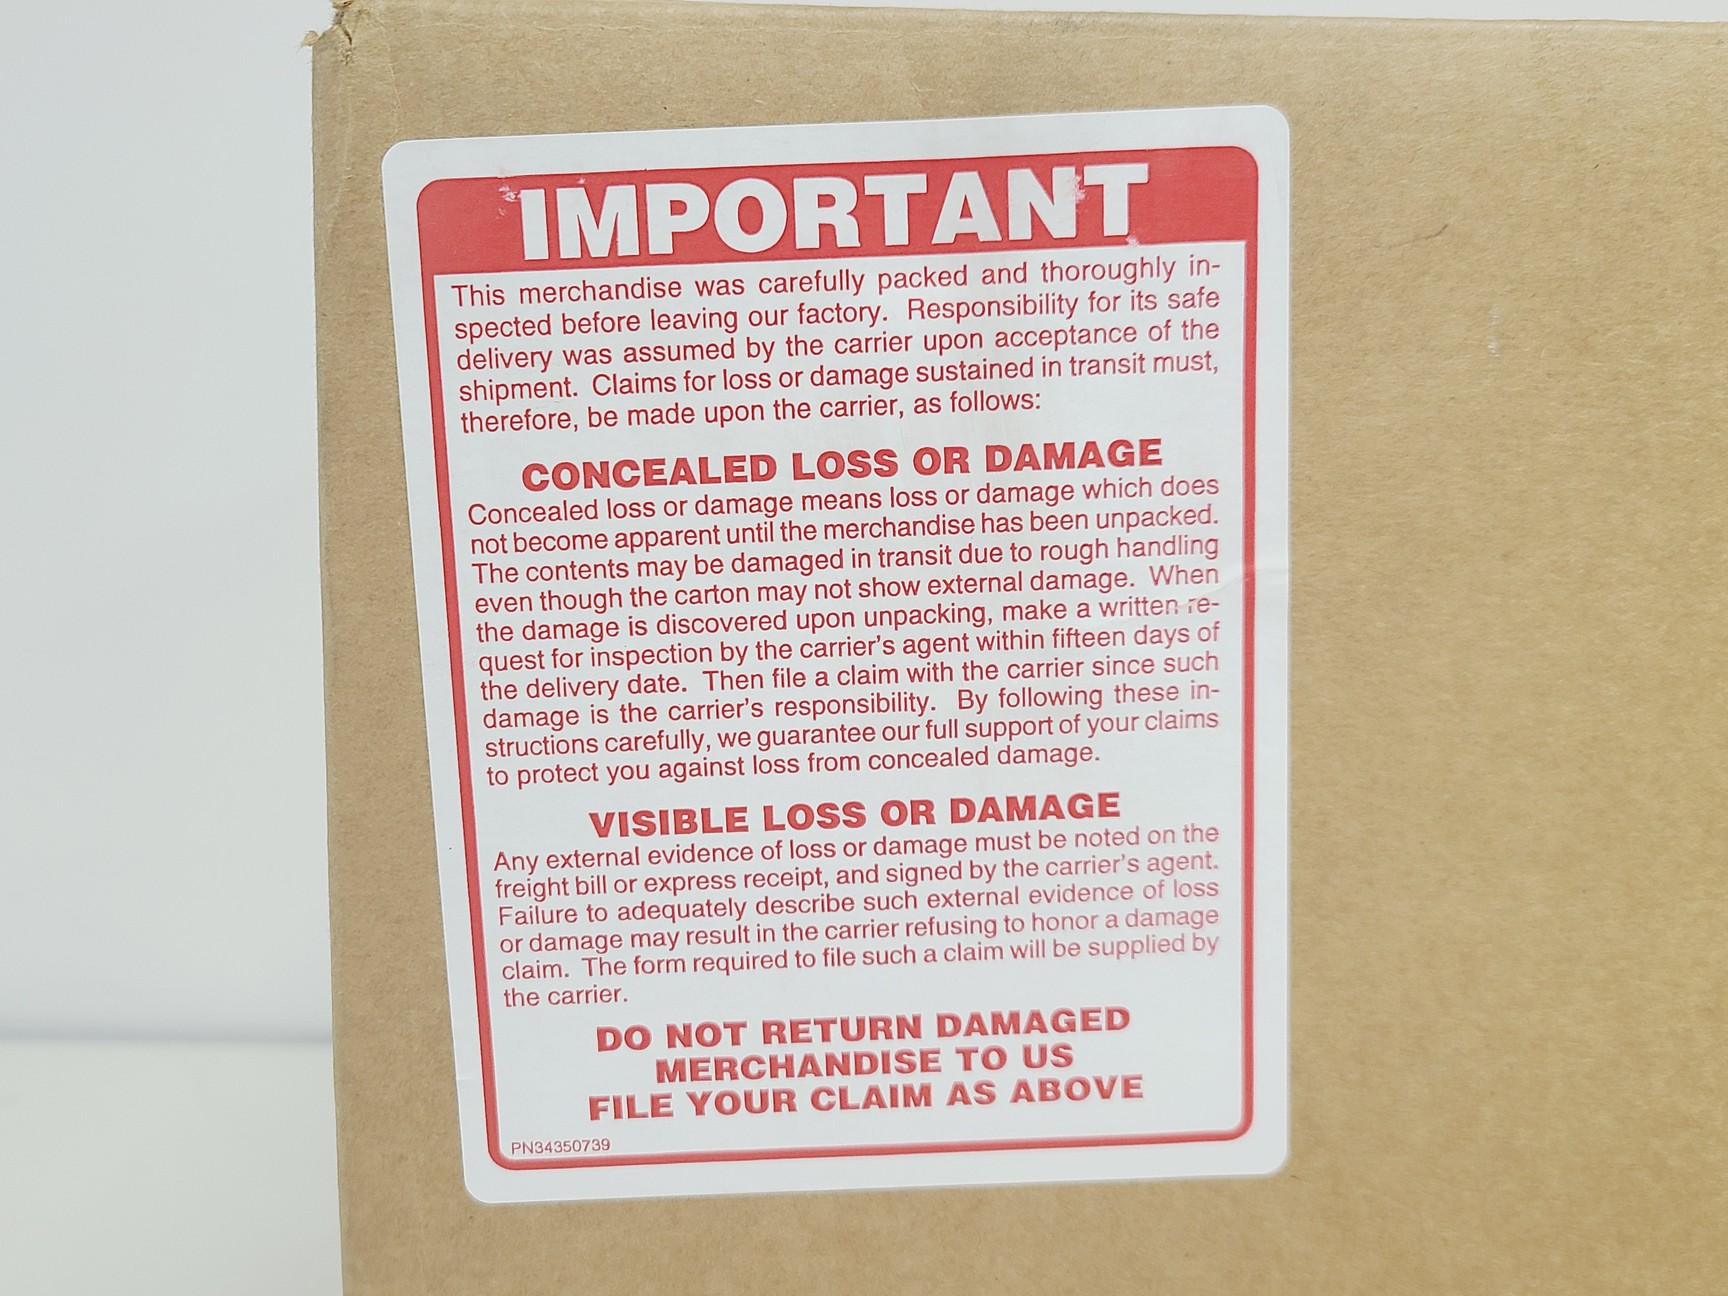 IMPORTANT
This merchandise was carefully packed and thoroughly in-
spected before leaving our factory. Responsibility for its safe
delivery was assumed by the carrier upon acceptance of the
shipment. Claims for loss or damage sustained in transit must,
therefore, be made upon the carrier, as follows:
CONCEALED LOSS OR DAMAGE
Concealed loss or damage means loss or damage which does
not become apparent until the merchandise has been unpacked.
The contents may be damaged in transit due to rough handling
even though the carton may not show external damage. When
the damage is discovered upon unpacking, make a written re-
quest for inspection by the carrier's agent within fifteen days of
the delivery date. Then file a claim with the carrier since such
damage is the carrier's responsibility. By following these in-
structions carefully, we guarantee our full support of your claims
to protect you against loss from concealed damage.
VISIBLE LOSS OR DAMAGE
Any external evidence of loss or damage must be noted on the
freight bill or express receipt, and signed by the carrier's agent.
Failure to adequately describe such external evidence of loss
or damage may result in the carrier refusing to honor a damage
claim. The form required to file such a claim will be supplied by
the carrier.
DO NOT RETURN DAMAGED
MERCHANDISE TO US
FILE YOUR CLAIM AS ABOVE
PN34350739